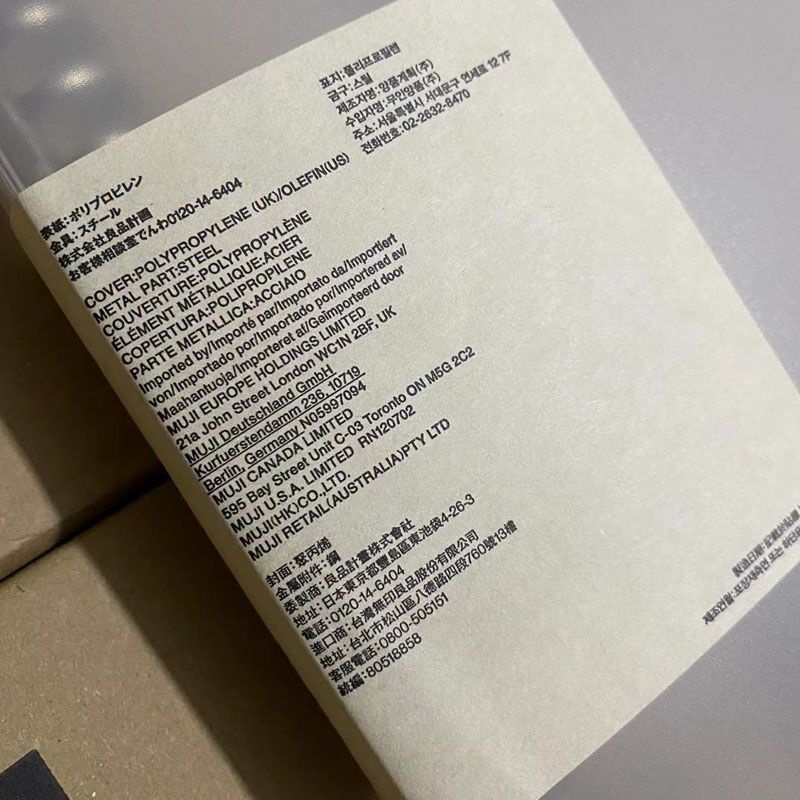 표지:폴리프로필렌
금구:스틸
제조자명:양품계획(주)
수입자명:무인양품(주)
주소:서울특별시 서대문구 연세로 12 7F
전화번호:02-2632-8470
表紙:ポリプロピレン
金具:スチール
株式会社良品計画
お客様相談室でんわ0120-14-6404
COVER:POLYPROPYLENE (UK)/OLEFIN(US)
METAL PART:STEEL
COUVERTURE:POLYPROPYLÈNE
ÉLÉMENT MÉTALLIQUE:ACIER
COPERTURA:POLIPROPILENE
PARTE METALLICA:ACCIAIO
Imported by/Importé par/Importato da/Importiert
von/Importado por/Importado por/Importerad av/
Maahantuoja/Importeret af/Geïmporteerd door
MUJI EUROPE HOLDINGS LIMITED
21a John Street London WC1N 2BF, UK
MUJI Deutschland GmbH
Kurfuerstendamm 236, 10719
Berlin, Germany N05997094
MUJI CANADA LIMITED
595 Bay Street Unit C-03 Toronto ON M5G 2C2
MUJI U.S.A. LIMITED RN120702
MUJI(HK)CO.,LTD.
MUJI RETAIL(AUSTRALIA)PTY LTD
封面:聚丙烯
金屬附件:鋼
委製商:良品計畫株式會社
地址:日本東京都豐島區東池袋4-26-3
電話:0120-14-6404
進口商:台灣無印良品股份有限公司
地址:台北市松山區八德路四段760號13樓
客服電話:0800-505151
統編:80518858